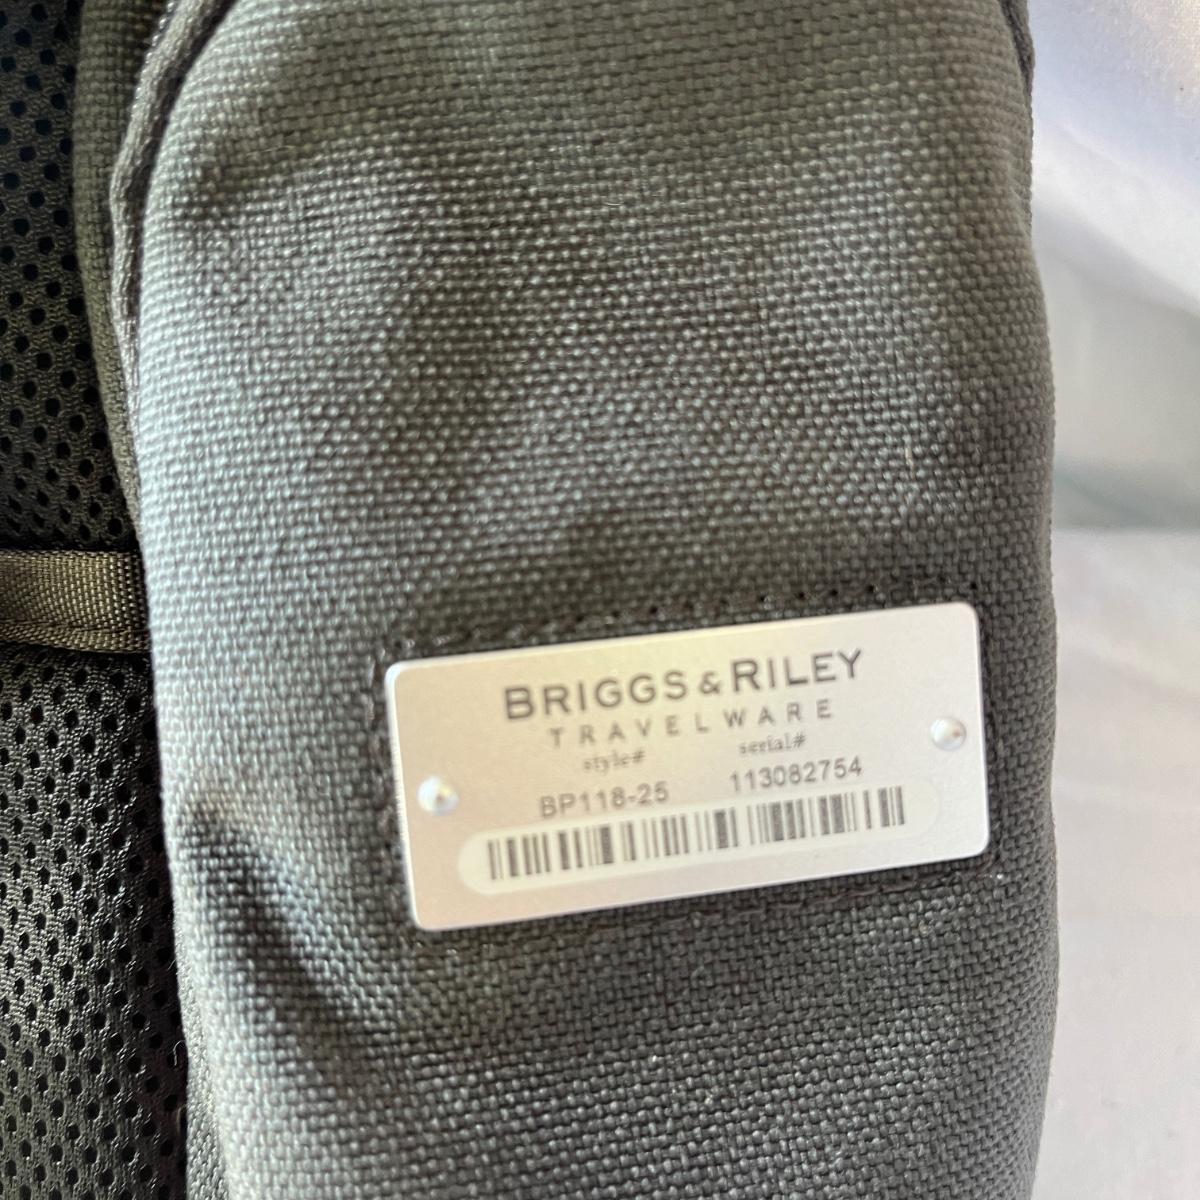 BRIGGS & RILEY
TRAVELWARE
style# serial#
BP118-25 113082754